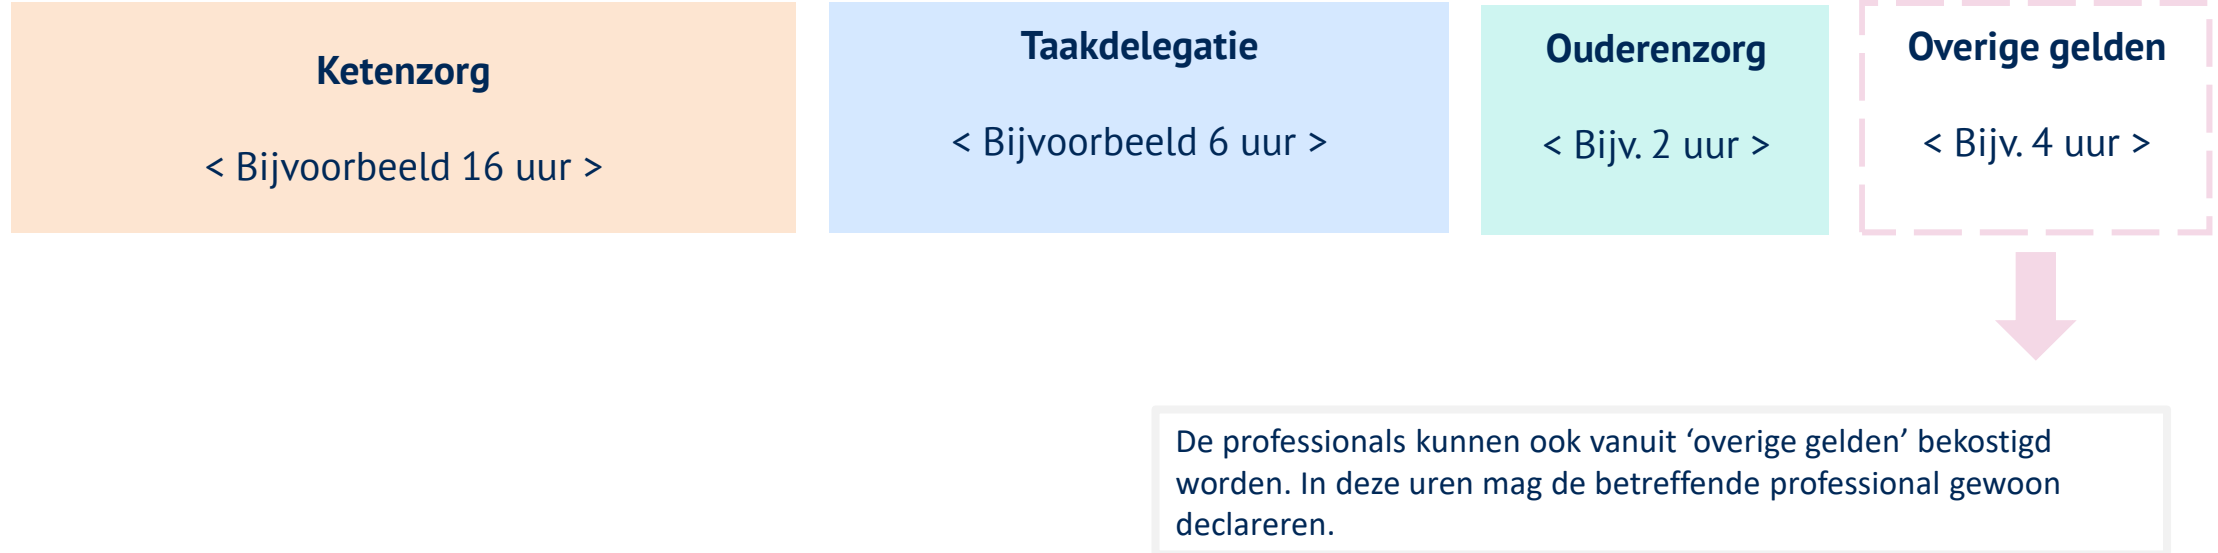 Ketenzorg
< Bijvoorbeeld 16 uur >
Taakdelegatie
< Bijvoorbeeld 6 uur >
Ouderenzorg
< Bijv. 2 uur >
Overige gelden
< Bijv. 4 uur >
De professionals kunnen ook vanuit ‘overige gelden’ bekostigd
worden. In deze uren mag de betreffende professional gewoon
declareren.